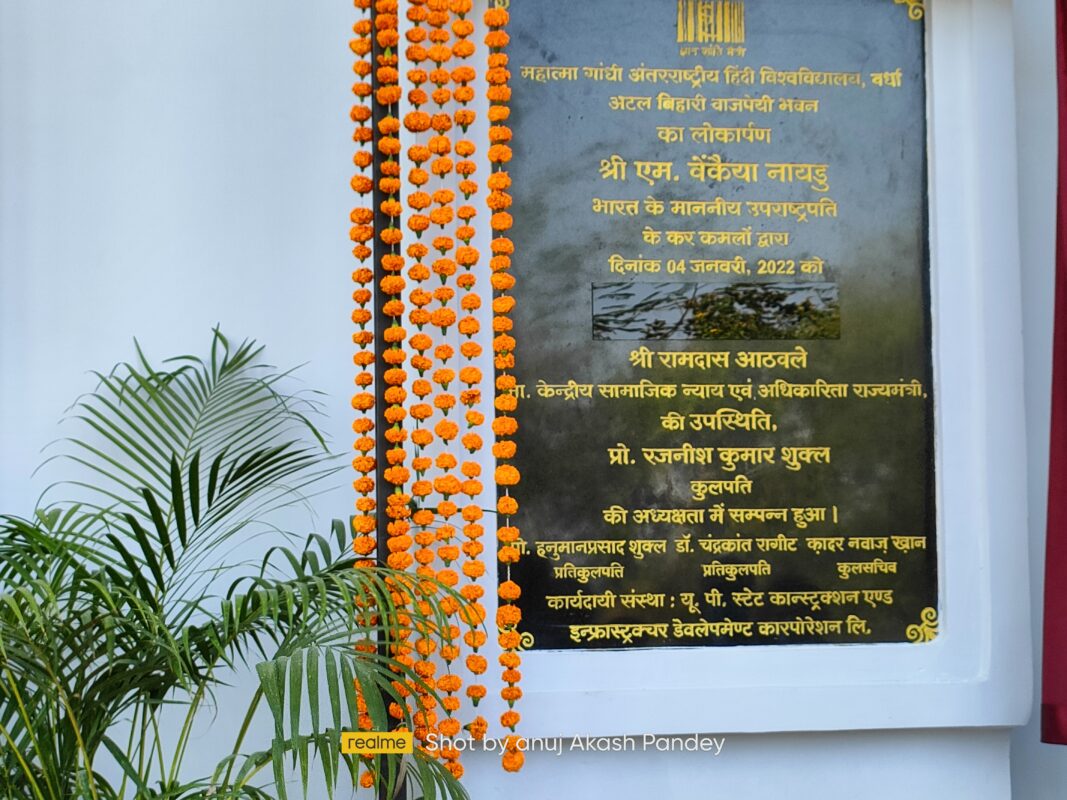 ज्ञान शांति मैत्री
महात्मा गांधी अंतरराष्ट्रीय हिंदी विश्वविद्यालय, वर्धा
अटल बिहारी वाजपेयी भवन
का लोकार्पण
श्री एम. वेंकैया नायडु
भारत के माननीय उपराष्ट्रपति
के कर कमलों द्वारा
दिनांक 04 जनवरी, 2022 को
श्री रामदास आठवले
मा. केन्द्रीय सामाजिक न्याय एवं अधिकारिता राज्यमंत्री,
की उपस्थिति,
प्रो. रजनीश कुमार शुक्ल
कुलपति
की अध्यक्षता में सम्पन्न हुआ।
प्रो. हनुमानप्रसाद शुक्ल डॉ. चंद्रकांत रागीट क़ादर नवाज़ ख़ान
प्रतिकुलपति प्रतिकुलपति कुलसचिव
कार्यदायी संस्था : यू. पी. स्टेट कान्स्ट्रक्शन एण्ड
इन्फ्रास्ट्रक्चर डेवलेपमेण्ट कारपोरेशन लि.
realme Shot by anuj Akash Pandey